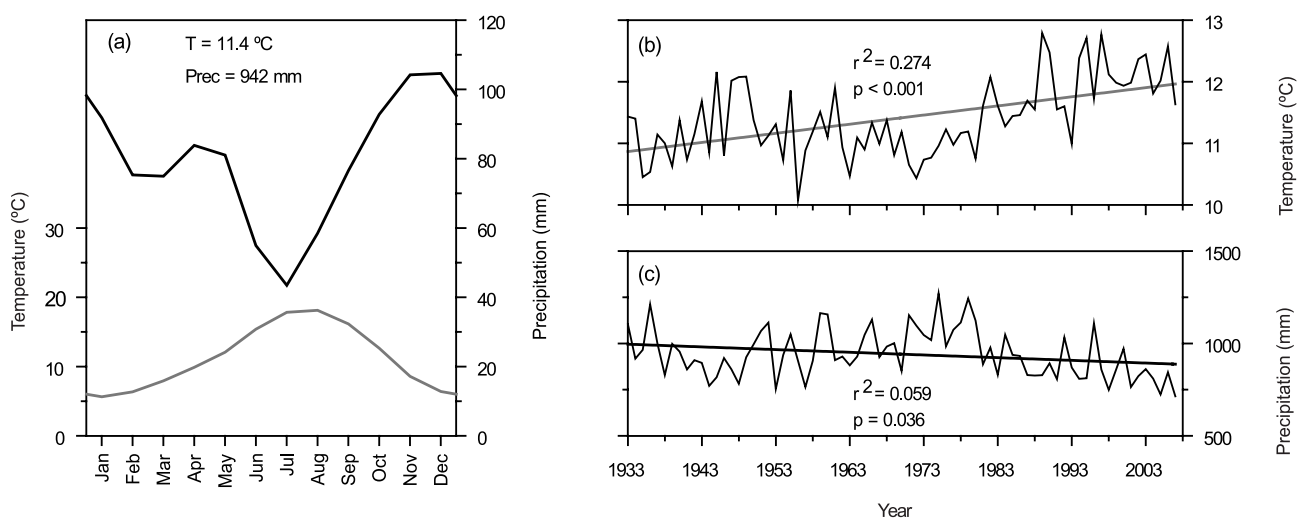 (a)
T = 11.4 ºC
Prec = 942 mm
Temperature (ºC)
30
20
10
0
Precipitation (mm)
120
100
80
60
40
20
0
Jan
Feb
Mar
Apr
May
Jun
Jul
Aug
Sep
Oct
Nov
Dec
(b)
r² = 0.274
p < 0.001
13
12
11
10
Temperature (ºC)
(c)
r² = 0.059
p = 0.036
1500
1000
500
Precipitation (mm)
1933 1943 1953 1963 1973 1983 1993 2003
Year